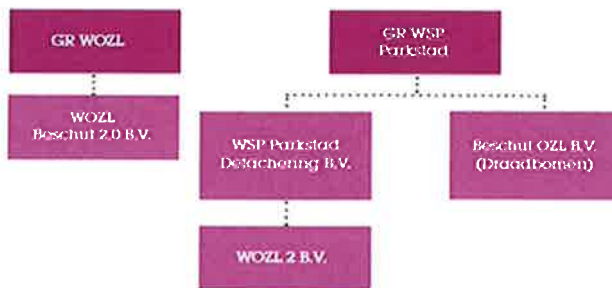 GR WOZL
GR WSP
Parkstad
WOZL
Beschut 2.0 B.V.
WSP Parkstad
Detachering B.V.
Beschut OZL B.V.
(Draadbomen)
WOZL 2 B.V.